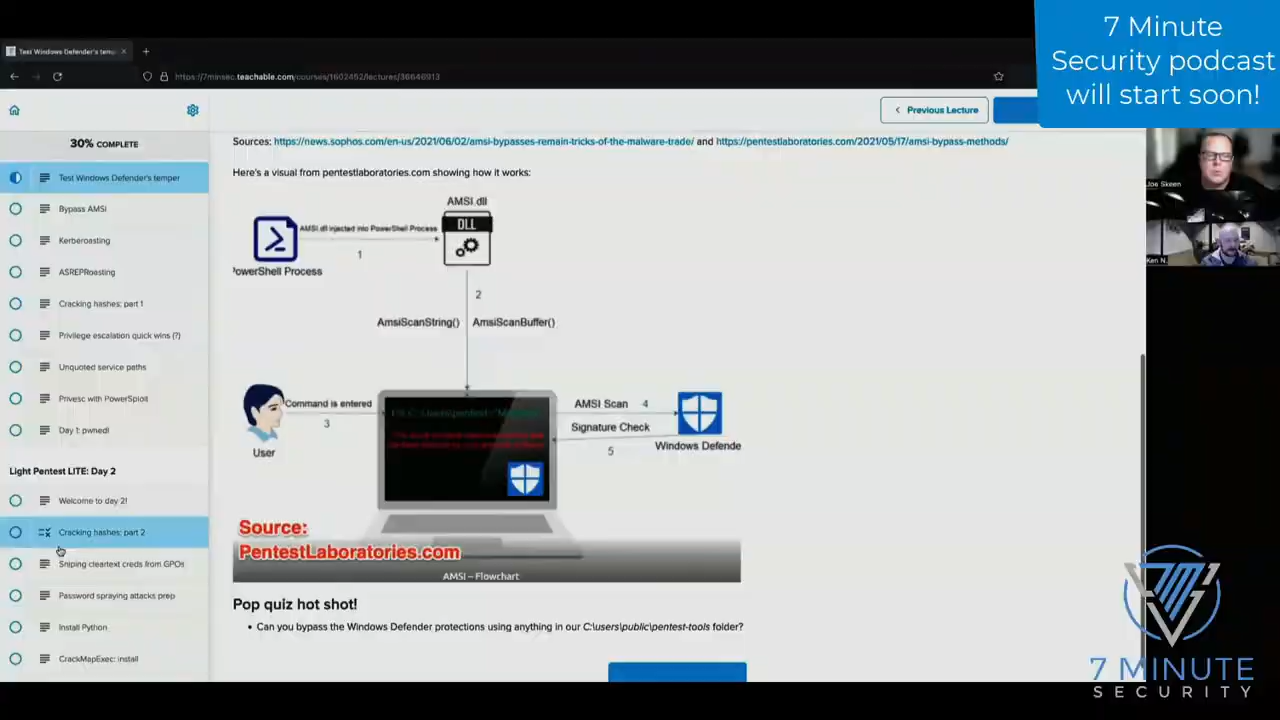 7 Minute
Security podcast
will start soon!
Test Windows Defender's temp
https://7minsec.teachable.com/courses/1602452/lectures/36646913
Previous Lecture
30% COMPLETE
Test Windows Defender's temper
Bypass AMSI
Kerberoasting
ASREPRoasting
Cracking hashes: part 1
Privilege escalation quick wins (?)
Unquoted service paths
Privesc with PowerSploit
Day 1: pwned!
Light Pentest LITE: Day 2
Welcome to day 2!
Cracking hashes: part 2
Sniping cleartext creds from GPOs
Password spraying attacks prep
Install Python
CrackMapExec: install
Sources: https://news.sophos.com/en-us/2021/06/02/amsi-bypasses-remain-tricks-of-the-malware-trade/ and https://pentestlaboratories.com/2021/05/17/amsi-bypass-methods/
Here's a visual from pentestlaboratories.com showing how it works:
AMSI.dll
AMSI.dll injected into PowerShell Process
DLL
1
PowerShell Process
2
AmsiScanString() AmsiScanBuffer()
Command is entered
3
User
AMSI Scan 4
Signature Check
5
Windows Defende
Source:
PentestLaboratories.com
AMSI – Flowchart
Pop quiz hot shot!
Can you bypass the Windows Defender protections using anything in our C:\users\public\pentest-tools folder?
Joe Skeen
Ken N.
7 MINUTE
SECURITY